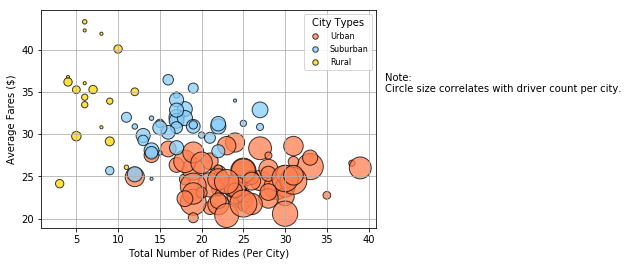 City Types
Urban
Suburban
Rural
Note:
Circle size correlates with driver count per city.
Average Fares ($)
40
35
30
25
20
5
10
15
20
25
30
35
40
Total Number of Rides (Per City)